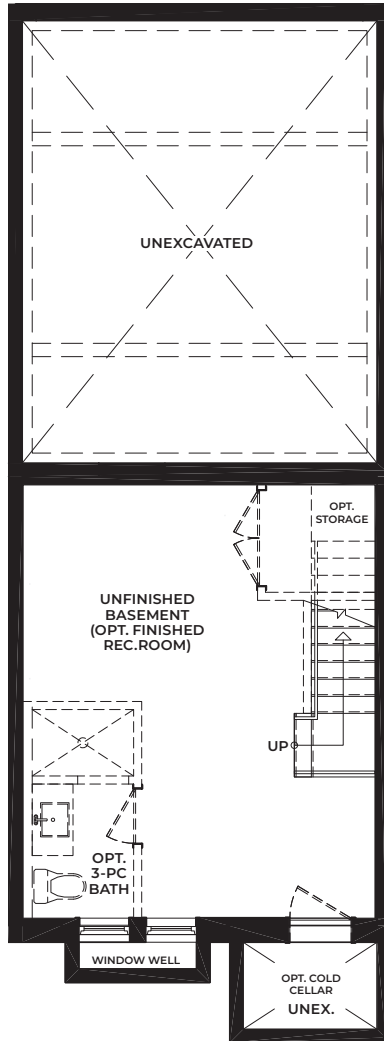 UNEXCAVATED
OPT.
STORAGE
UNFINISHED
BASEMENT
(OPT. FINISHED
REC.ROOM)
UP
OPT.
3-PC
BATH
WINDOW WELL
OPT. COLD
CELLAR
UNEX.